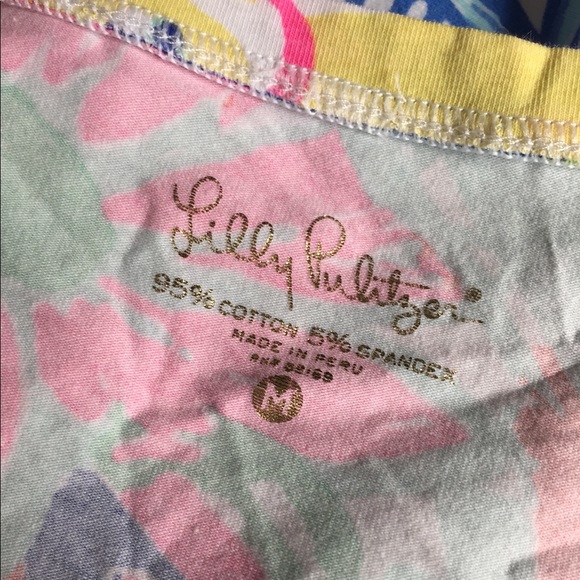 Lilly Pulitzer®
95% COTTON 5% SPANDEX
MADE IN PERU
M